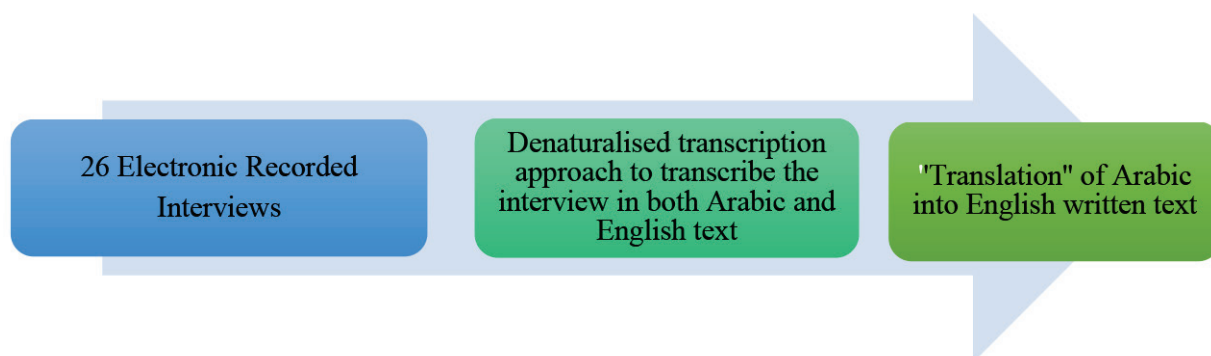 26 Electronic Recorded
Interviews
Denaturalised transcription
approach to transcribe the
interview in both Arabic and
English text
"Translation" of Arabic
into English written text